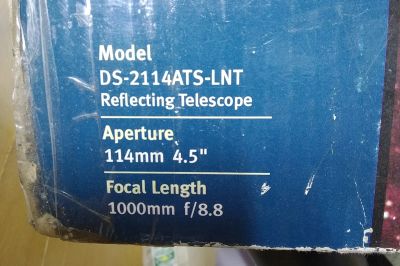 Model
DS-2114ATS-LNT
Reflecting Telescope
Aperture
114mm 4.5"
Focal Length
1000mm f/8.8